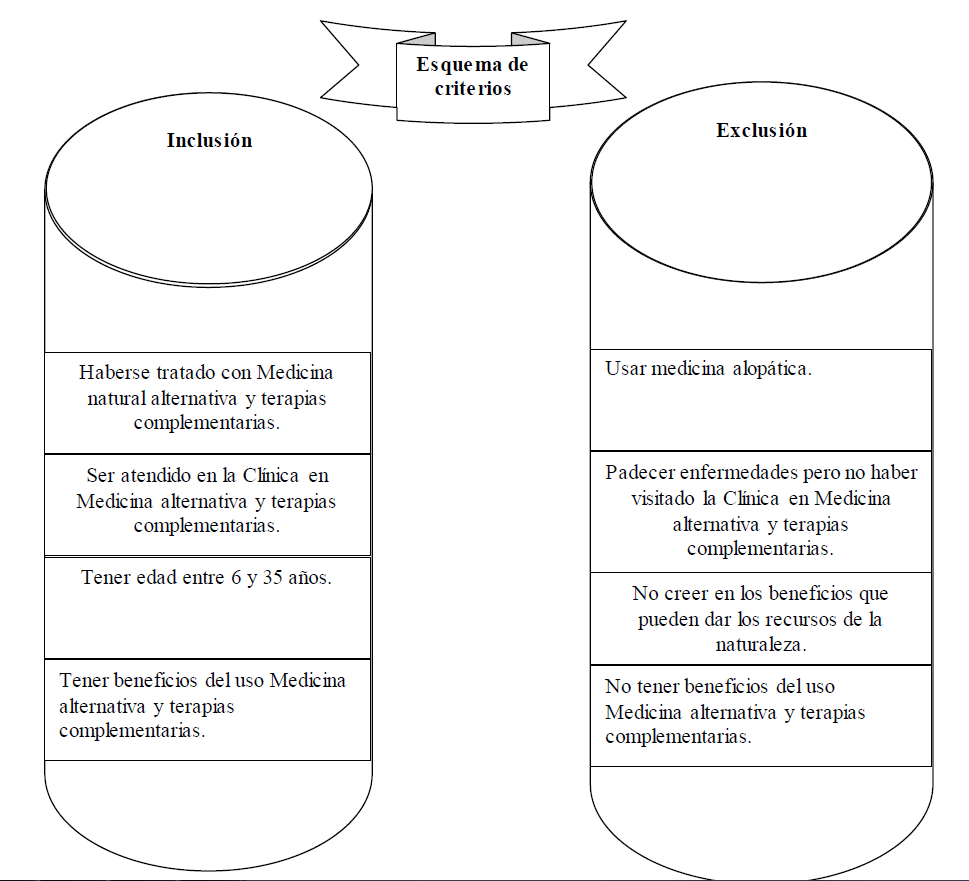 Esquema de
criterios
Inclusión
Haberse tratado con Medicina
natural alternativa y terapias
complementarias.
Ser atendido en la Clínica en
Medicina alternativa y terapias
complementarias.
Tener edad entre 6 y 35 años.
Tener beneficios del uso Medicina
alternativa y terapias
complementarias.
Exclusión
Usar medicina alopática.
Padecer enfermedades pero no haber
visitado la Clínica en Medicina
alternativa y terapias
complementarias.
No creer en los beneficios que
pueden dar los recursos de la
naturaleza.
No tener beneficios del uso
Medicina alternativa y terapias
complementarias.